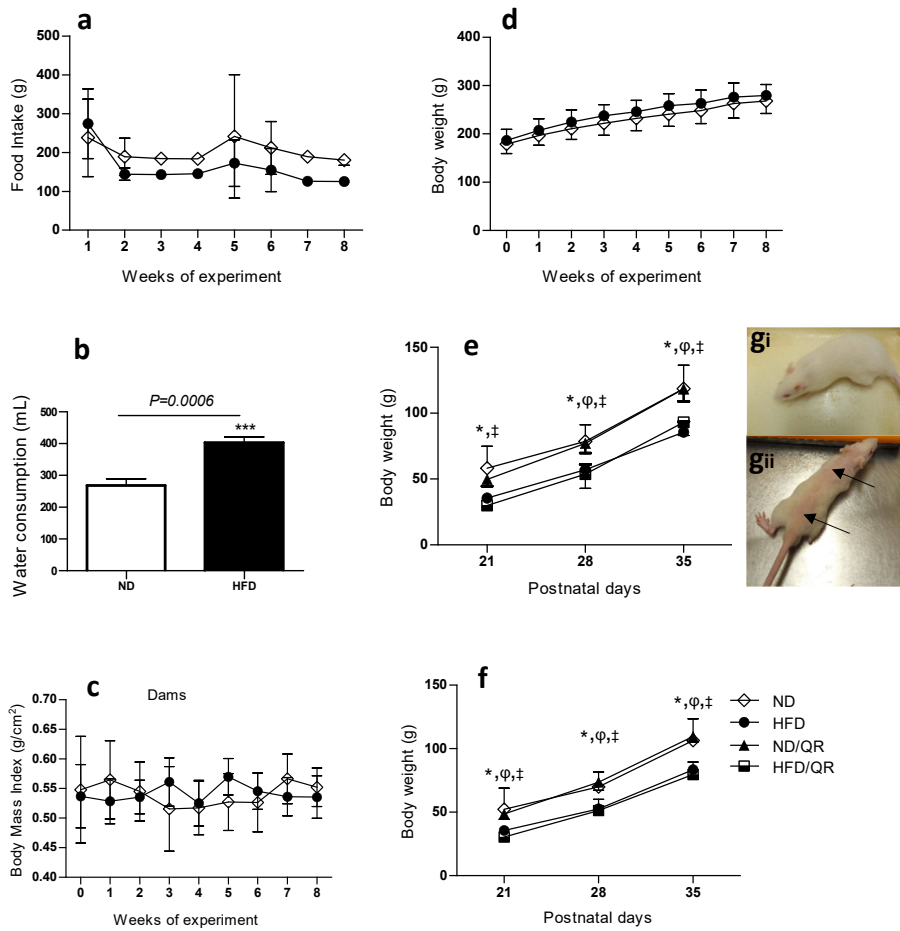 a
500
400
300
200
100
0
Food Intake (g)
1 2 3 4 5 6 7 8
Weeks of experiment
d
400
300
200
100
0
Body weight (g)
0 1 2 3 4 5 6 7 8
Weeks of experiment
b
P=0.0006
***
500
400
300
200
100
0
Water consumption (mL)
ND HFD
e
150
100
50
0
Body weight (g)
*,‡
*,φ,‡
*,φ,‡
21 28 35
Postnatal days
gi
gii
c
Dams
0.70
0.65
0.60
0.55
0.50
0.45
0.40
Body Mass Index (g/cm²)
0 1 2 3 4 5 6 7 8
Weeks of experiment
f
150
100
50
0
Body weight (g)
*,φ,‡
*,φ,‡
*,φ,‡
21 28 35
Postnatal days
ND
HFD
ND/QR
HFD/QR